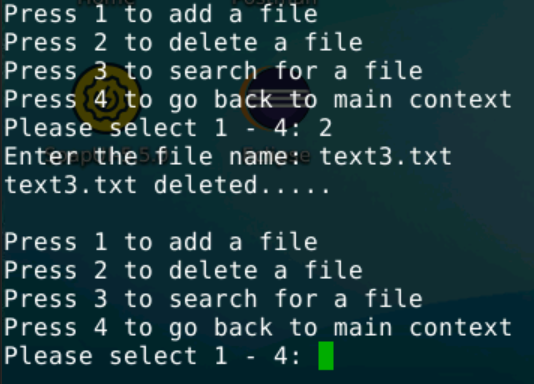 Press 1 to add a file
Press 2 to delete a file
Press 3 to search for a file
Press 4 to go back to main context
Please select 1 - 4: 2
Enter the file name: text3.txt
text3.txt deleted.....
Press 1 to add a file
Press 2 to delete a file
Press 3 to search for a file
Press 4 to go back to main context
Please select 1 - 4: